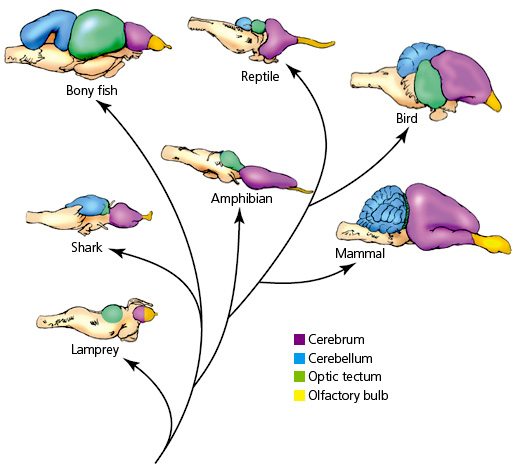 Bony fish
Reptile
Bird
Amphibian
Shark
Mammal
Lamprey
Cerebrum
Cerebellum
Optic tectum
Olfactory bulb